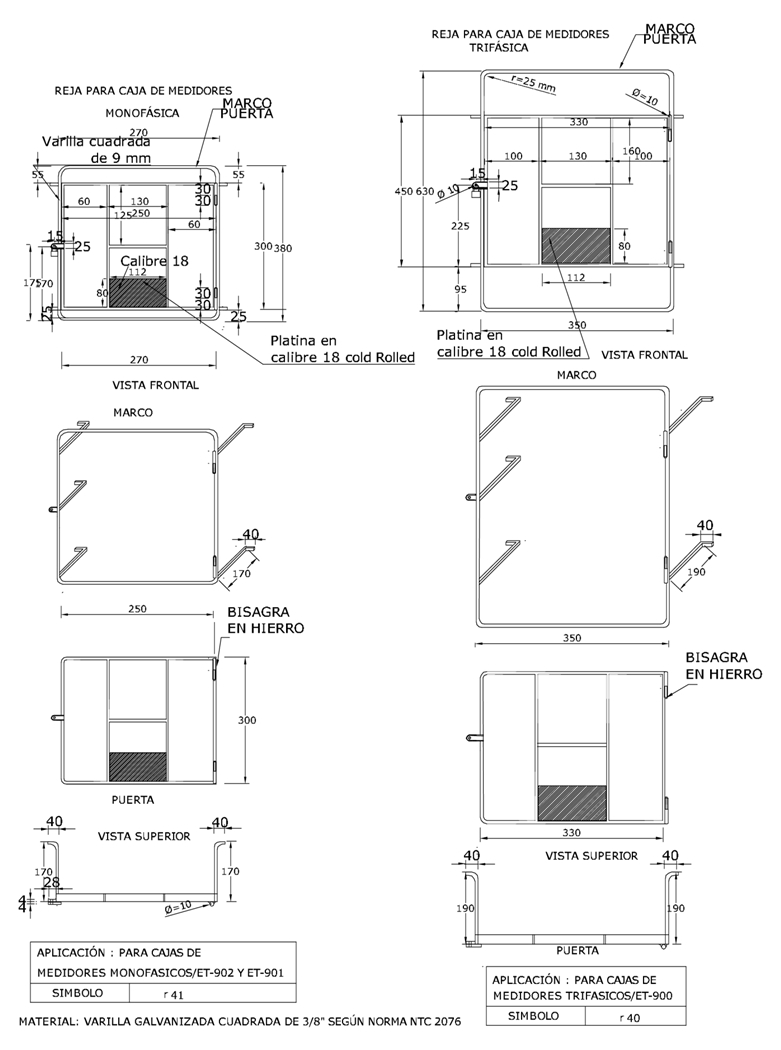 REJA PARA CAJA DE MEDIDORES
MONOFÁSICA
MARCO
PUERTA
270
Varilla cuadrada
de 9 mm
55
55
30
30
60
130
125
250
60
15
25
300
380
Calibre 18
112
175
170
80
30
30
25
25
270
Platina en
calibre 18 cold Rolled
VISTA FRONTAL
MARCO
40
170
250
BISAGRA
EN HIERRO
300
PUERTA
VISTA SUPERIOR
40
40
170
170
28
4
4
Ø=10
APLICACIÓN : PARA CAJAS DE
MEDIDORES MONOFASICOS/ET-902 Y ET-901
SIMBOLO
r 41
REJA PARA CAJA DE MEDIDORES
TRIFÁSICA
MARCO
PUERTA
r=25 mm
Ø=10
330
100
130
160
100
15
25
Ø 10
450
630
225
80
112
95
350
Platina en
calibre 18 cold Rolled
VISTA FRONTAL
MARCO
40
190
350
BISAGRA
EN HIERRO
330
VISTA SUPERIOR
40
40
190
190
PUERTA
APLICACIÓN : PARA CAJAS DE
MEDIDORES TRIFASICOS/ET-900
SIMBOLO
r 40
MATERIAL: VARILLA GALVANIZADA CUADRADA DE 3/8" SEGÚN NORMA NTC 2076